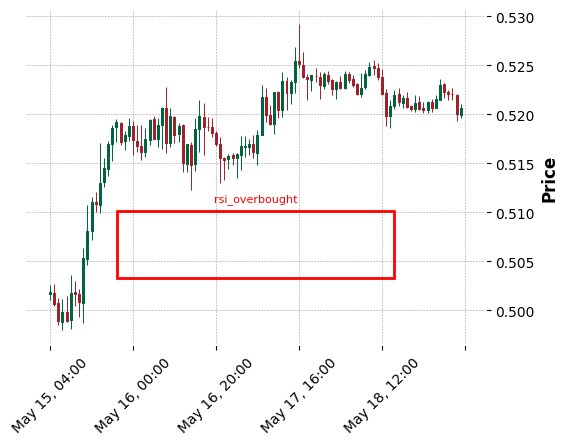 0.530
0.525
0.520
0.515
rsi_overbought
0.510
0.505
0.500
Price
May 15, 04:00
May 16, 00:00
May 16, 20:00
May 17, 16:00
May 18, 12:00